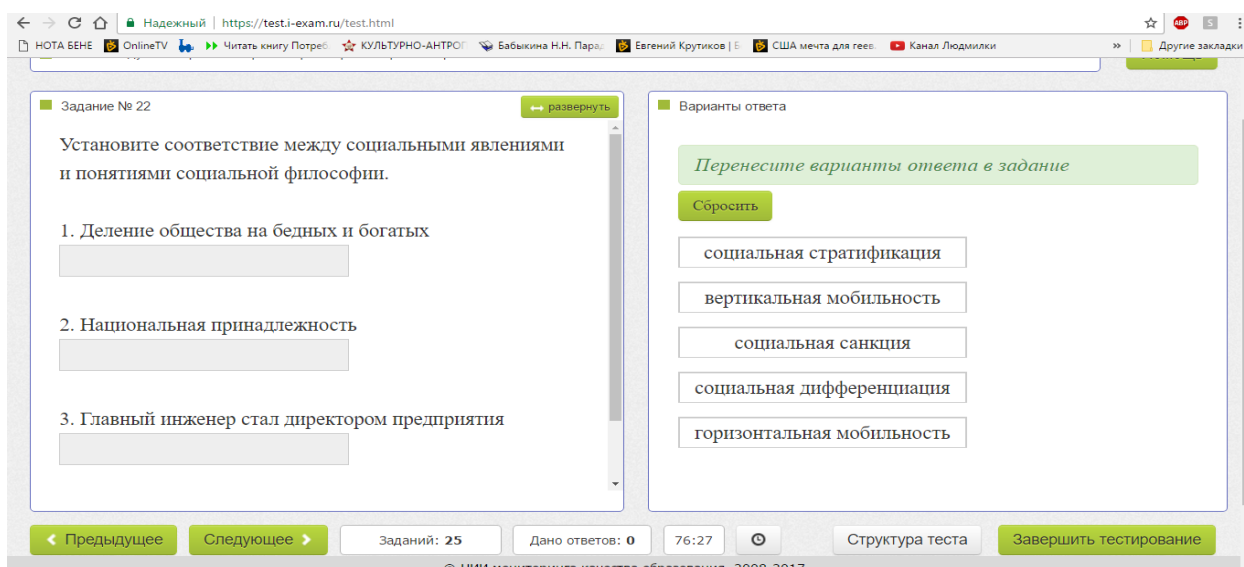 Надежный | https://test.i-exam.ru/test.html
НОТА БЕНЕ OnlineTV Читать книгу Потреб КУЛЬТУРНО-АНТРОГ Бабыкина Н.Н. Пара Евгений Крутиков | Б США мечта для геев. Канал Людмилки » Другие закладки
Задание № 22
развернуть
Установите соответствие между социальными явлениями
и понятиями социальной философии.
1. Деление общества на бедных и богатых
2. Национальная принадлежность
3. Главный инженер стал директором предприятия
Варианты ответа
Перенесите варианты ответа в задание
Сбросить
социальная стратификация
вертикальная мобильность
социальная санкция
социальная дифференциация
горизонтальная мобильность
Предыдущее
Следующее
Заданий: 25
Дано ответов: 0
76:27
Структура теста
Завершить тестирование